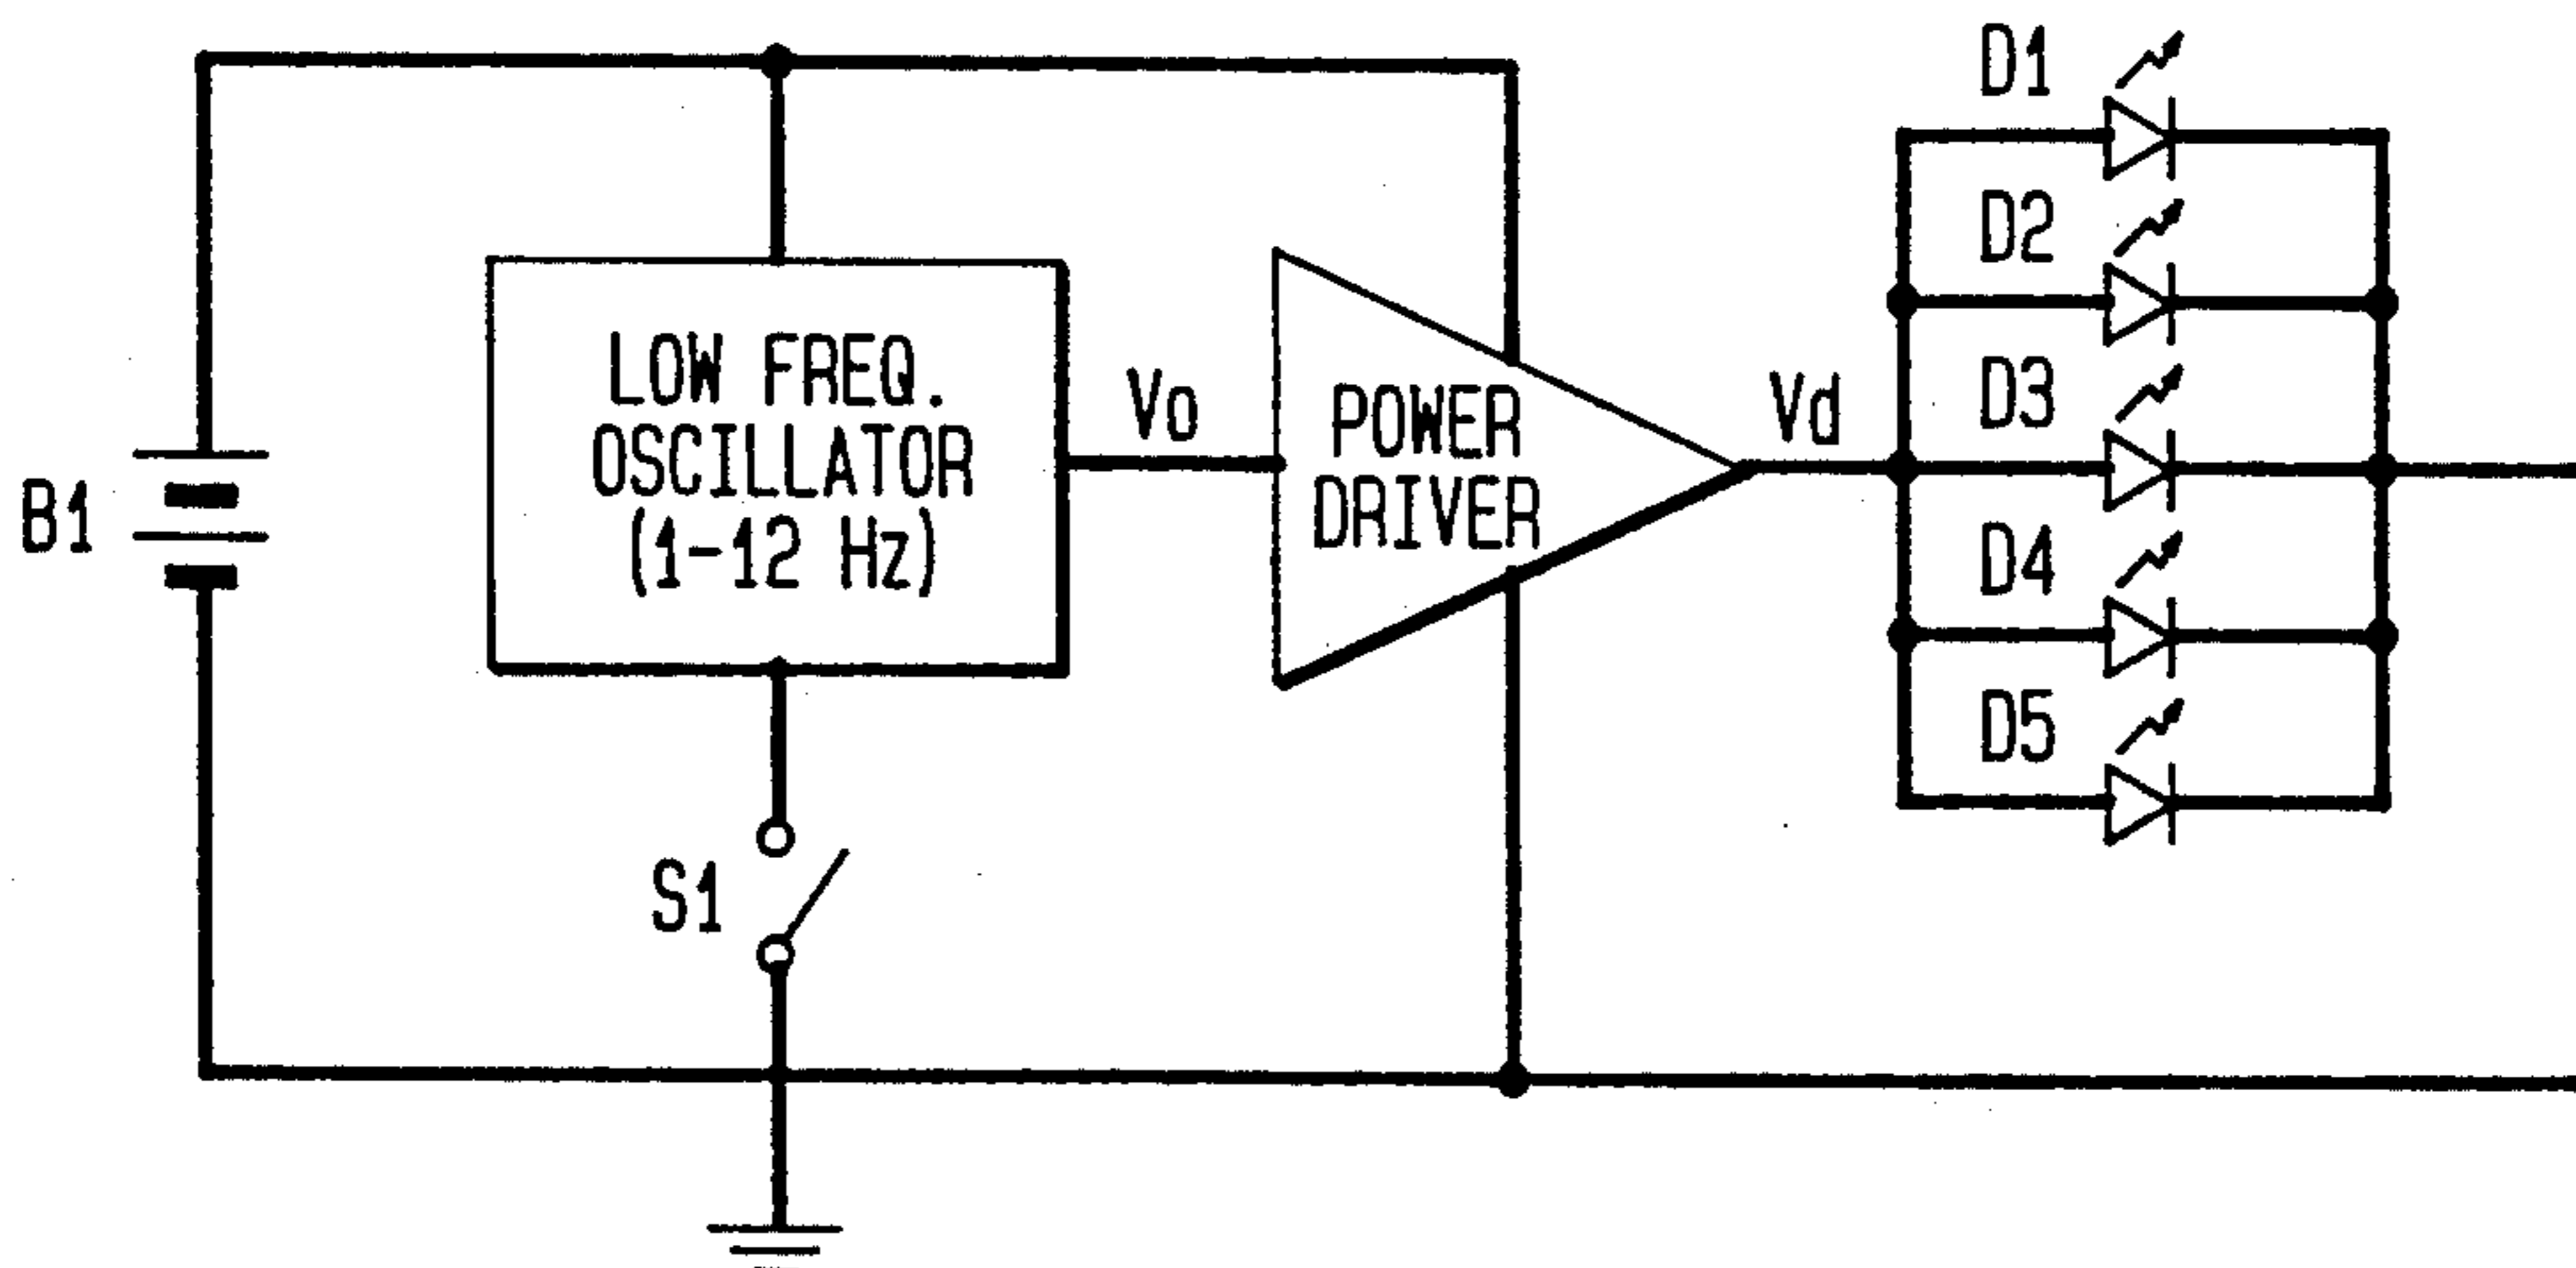 B1
LOW FREQ.
OSCILLATOR
(1-12 Hz)
S1
Vo
POWER
DRIVER
Vd
D1
D2
D3
D4
D5